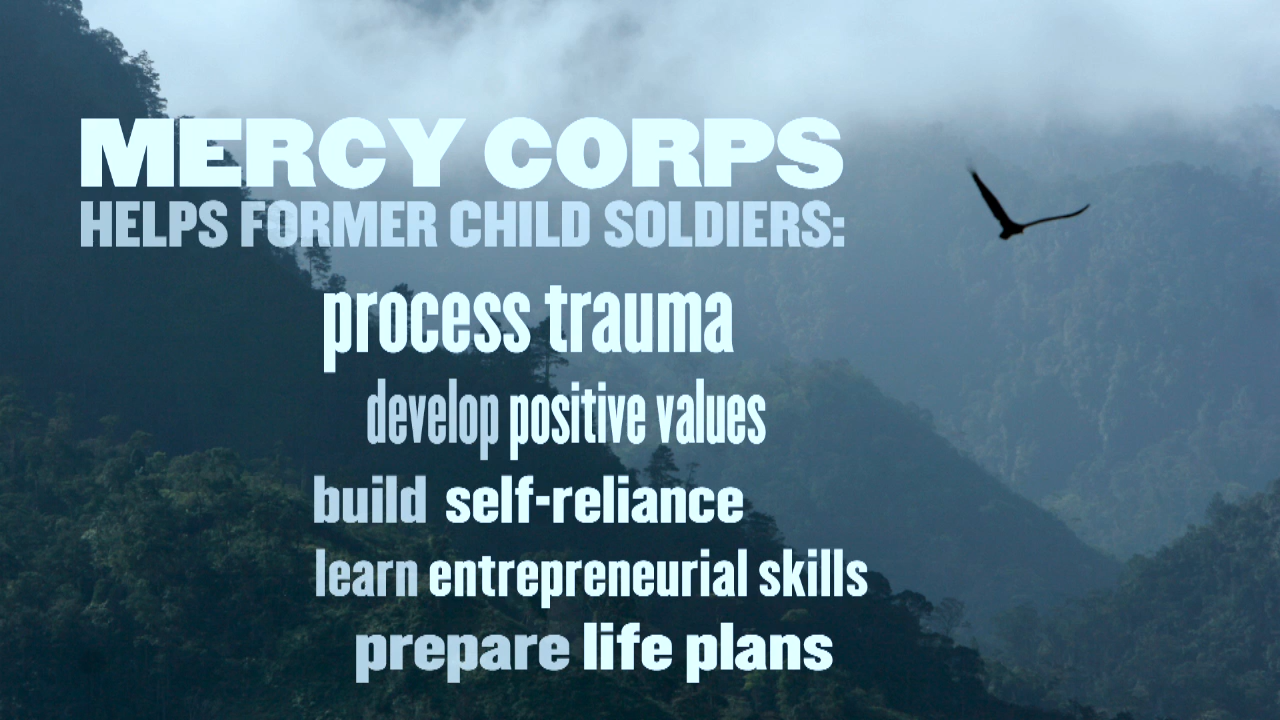 MERCY CORPS
HELPS FORMER CHILD SOLDIERS:
process trauma
develop positive values
build self-reliance
learn entrepreneurial skills
prepare life plans